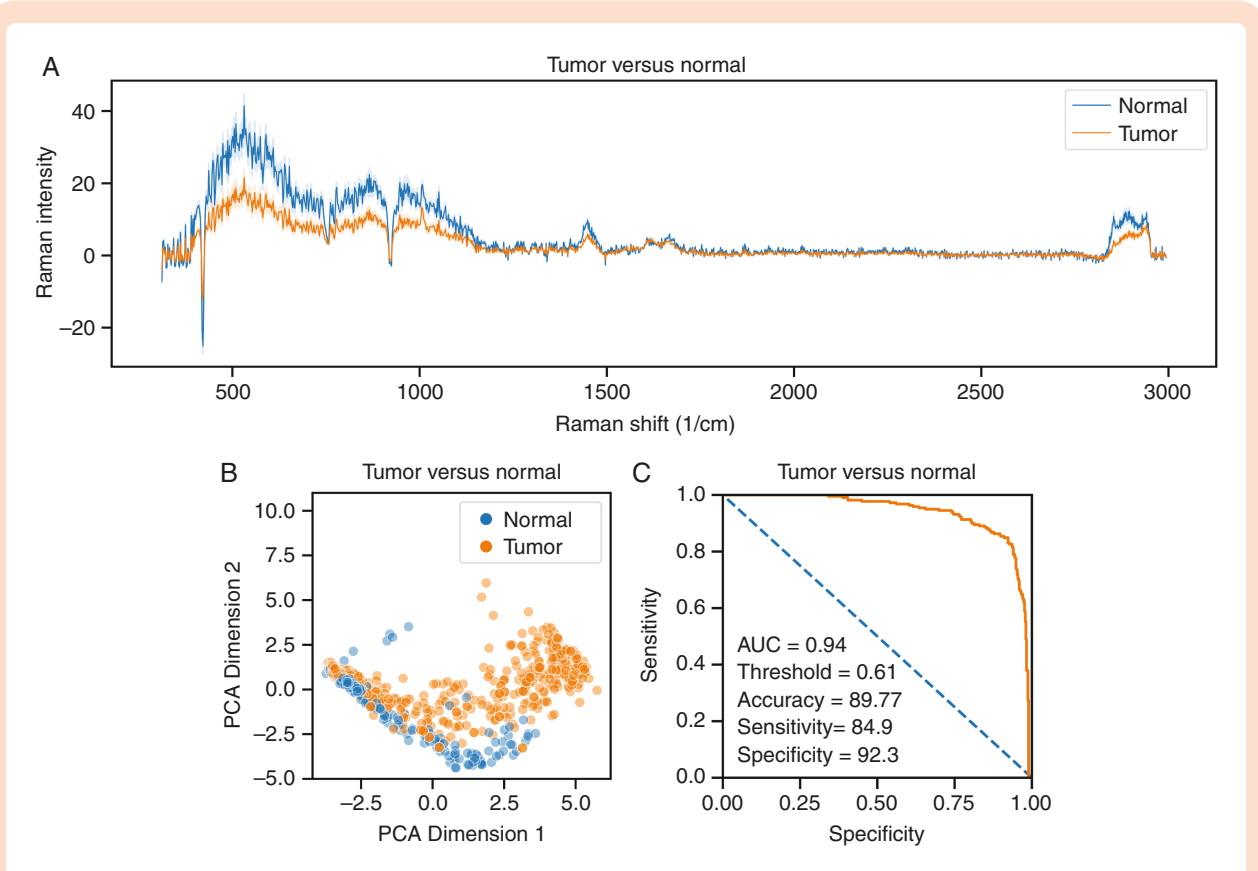 A
Tumor versus normal
Normal
Tumor
40
20
0
−20
Raman intensity
500 1000 1500 2000 2500 3000
Raman shift (1/cm)
B
Tumor versus normal
Normal
Tumor
10.0
7.5
5.0
2.5
0.0
−2.5
−5.0
PCA Dimension 2
−2.5 0.0 2.5 5.0
PCA Dimension 1
C
Tumor versus normal
1.0
0.8
0.6
0.4
0.2
0.0
Sensitivity
AUC = 0.94
Threshold = 0.61
Accuracy = 89.77
Sensitivity= 84.9
Specificity = 92.3
0.00 0.25 0.50 0.75 1.00
Specificity